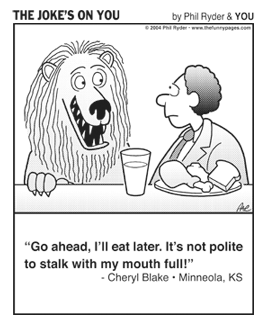 THE JOKE'S ON YOU by Phil Ryder & YOU
© 2004 Phil Ryder - www.thefunnypages.com
“Go ahead, I’ll eat later. It’s not polite
to stalk with my mouth full!”
- Cheryl Blake • Minneola, KS